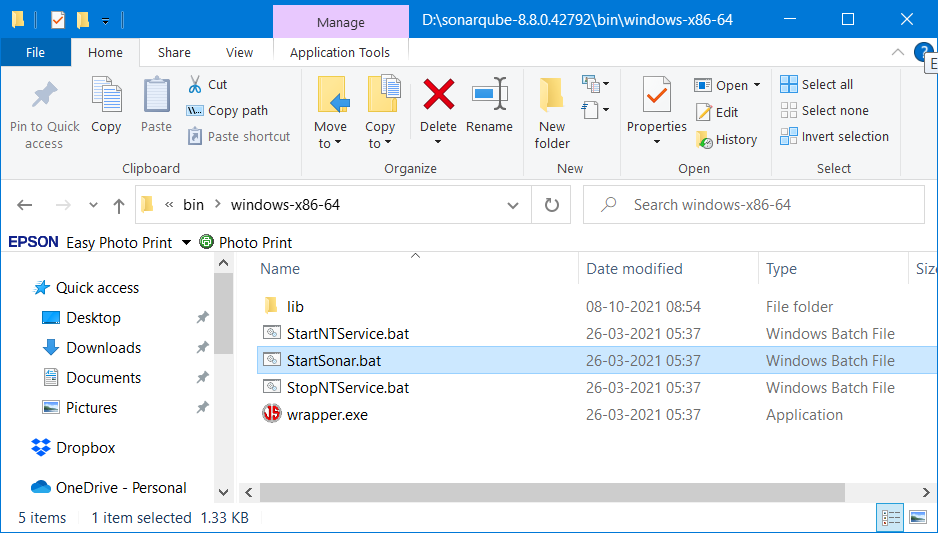 Manage
D:\sonarqube-8.8.0.42792\bin\windows-x86-64
File
Home
Share
View
Application Tools
?
E
Pin to Quick
access
Copy
Paste
Cut
Copy path
Paste shortcut
Move
to
Copy
to
Delete
Rename
New
folder
Properties
Open
Edit
History
Select all
Select none
Invert selection
Clipboard
Organize
New
Open
Select
« bin > windows-x86-64
Search windows-x86-64
EPSON Easy Photo Print
Photo Print
Name
Date modified
Type
Siz
Quick access
Desktop
Downloads
Documents
Pictures
Dropbox
OneDrive - Personal
lib 08-10-2021 08:54 File folder
StartNTService.bat 26-03-2021 05:37 Windows Batch File
StartSonar.bat 26-03-2021 05:37 Windows Batch File
StopNTService.bat 26-03-2021 05:37 Windows Batch File
wrapper.exe 26-03-2021 05:37 Application
5 items
1 item selected 1.33 KB